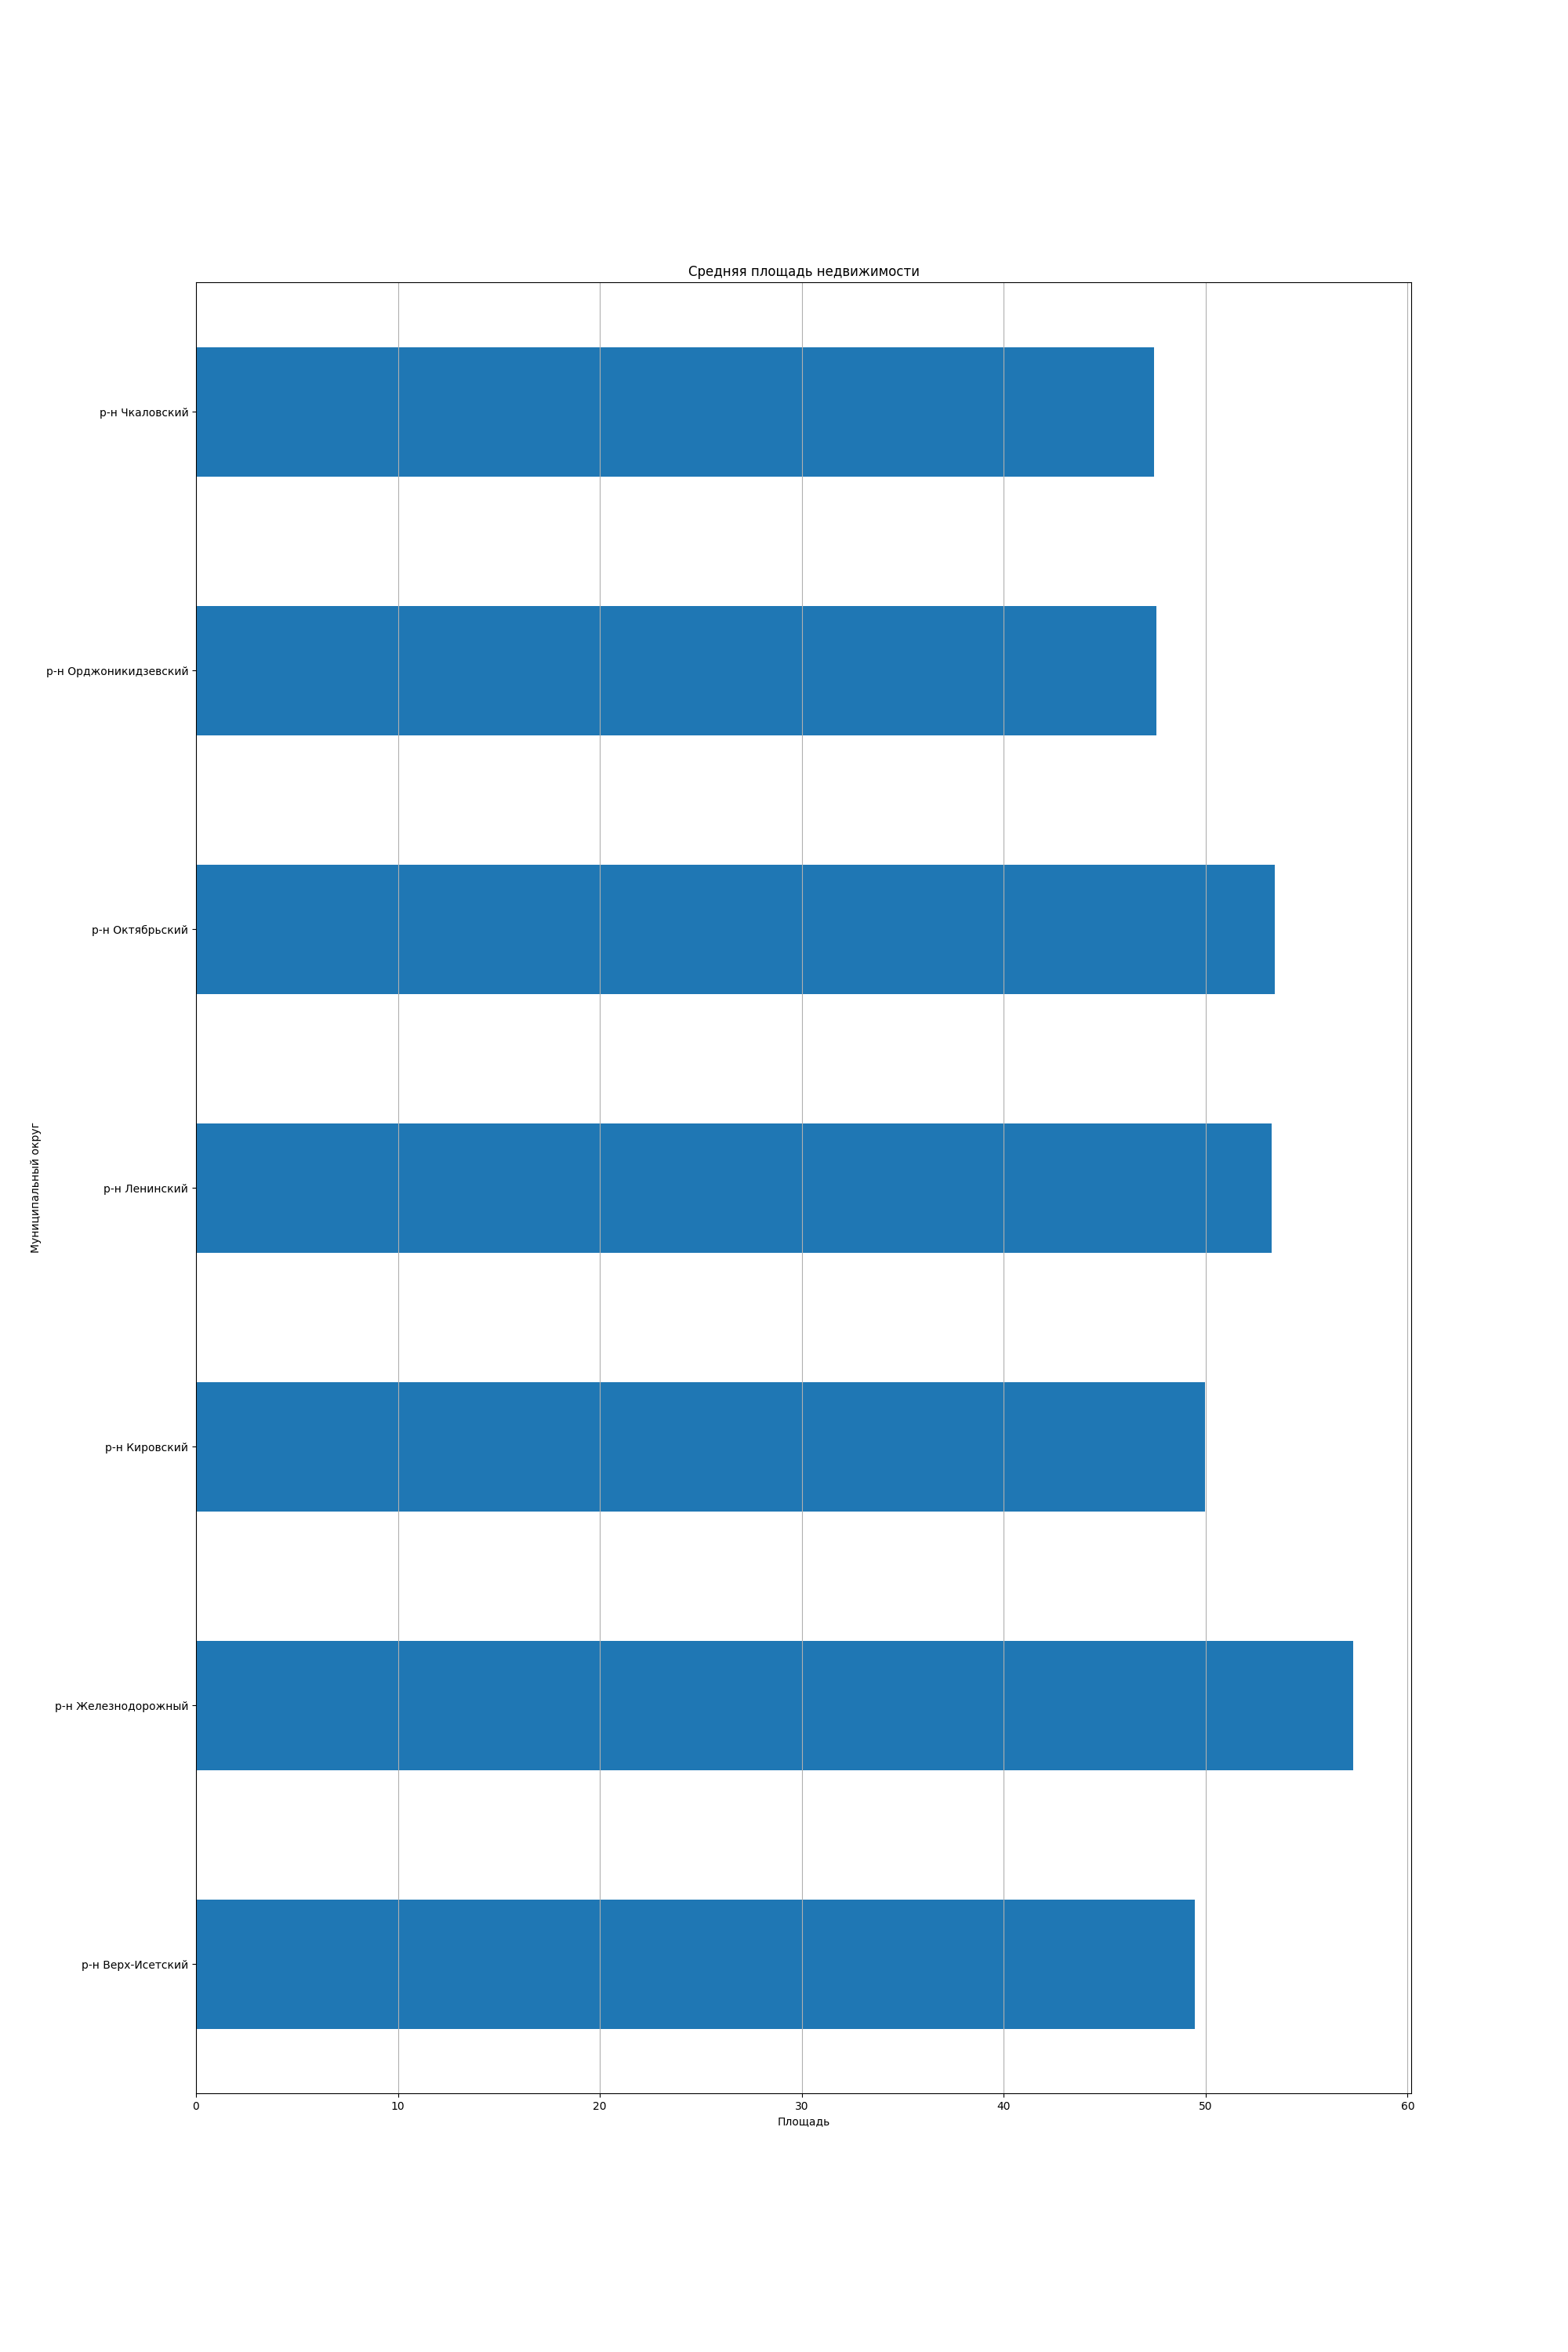 Средняя площадь недвижимости
р-н Чкаловский
р-н Орджоникидзевский
р-н Октябрьский
р-н Ленинский
р-н Кировский
р-н Железнодорожный
р-н Верх-Исетский
Муниципальный округ
0 10 20 30 40 50 60
Площадь